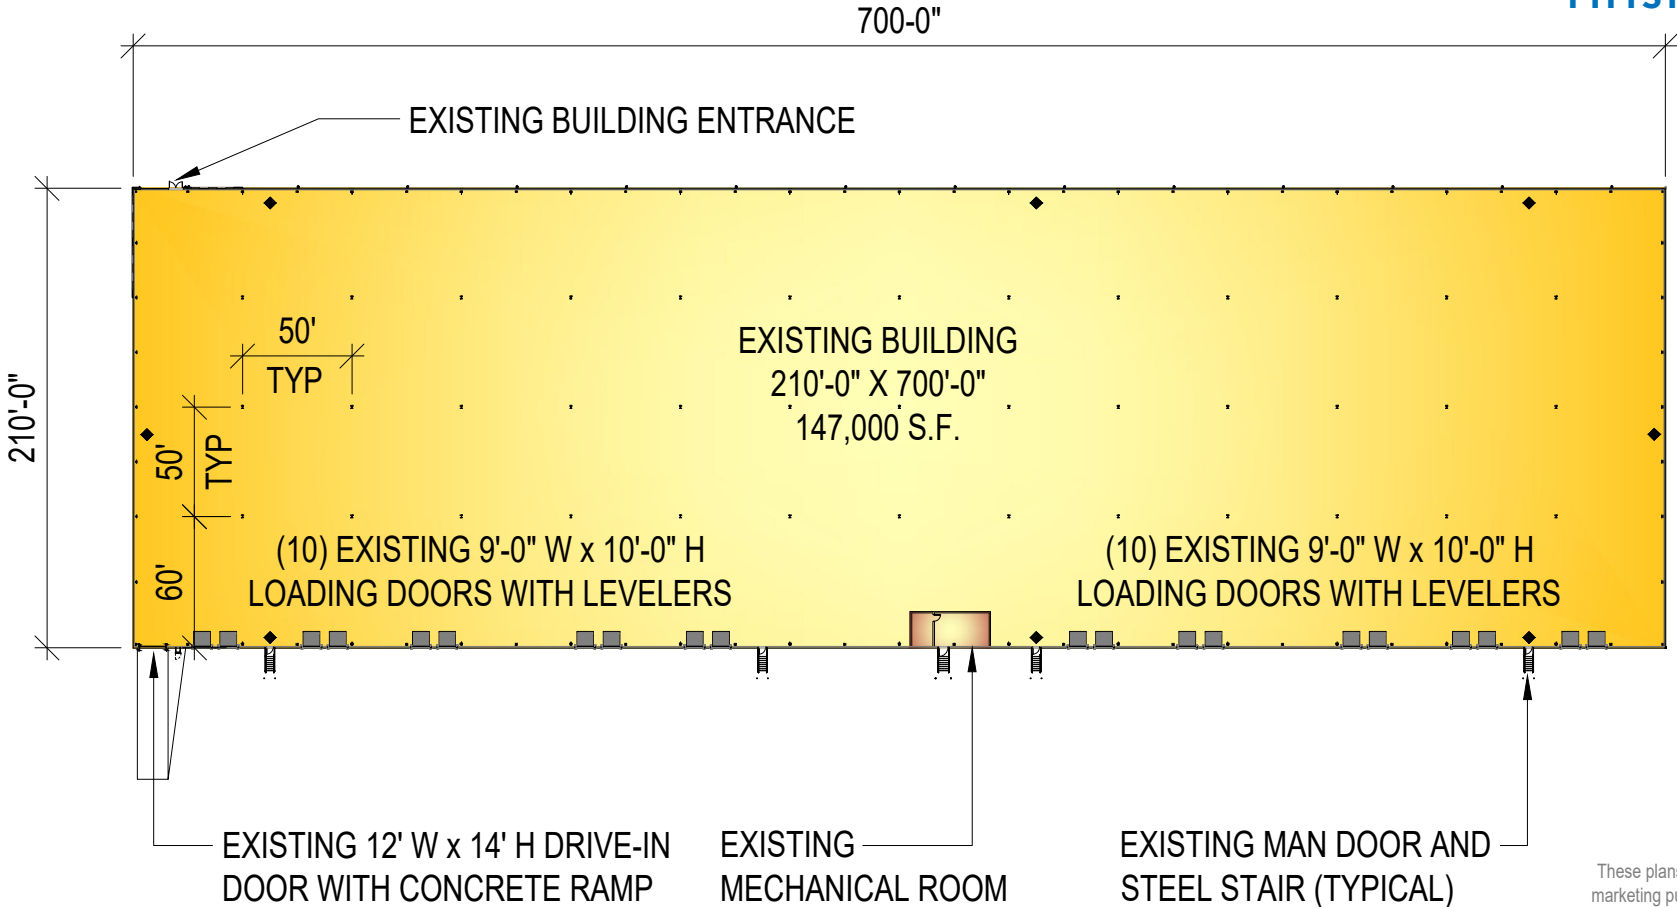 700-0"
EXISTING BUILDING ENTRANCE
50'
TYP
EXISTING BUILDING
210'-0" X 700'-0"
147,000 S.F.
210'-0"
50'
TYP
60'
(10) EXISTING 9'-0" W x 10'-0" H
LOADING DOORS WITH LEVELERS
(10) EXISTING 9'-0" W x 10'-0" H
LOADING DOORS WITH LEVELERS
EXISTING 12' W x 14' H DRIVE-IN
DOOR WITH CONCRETE RAMP
EXISTING
MECHANICAL ROOM
EXISTING MAN DOOR AND
STEEL STAIR (TYPICAL)
These plans
marketing